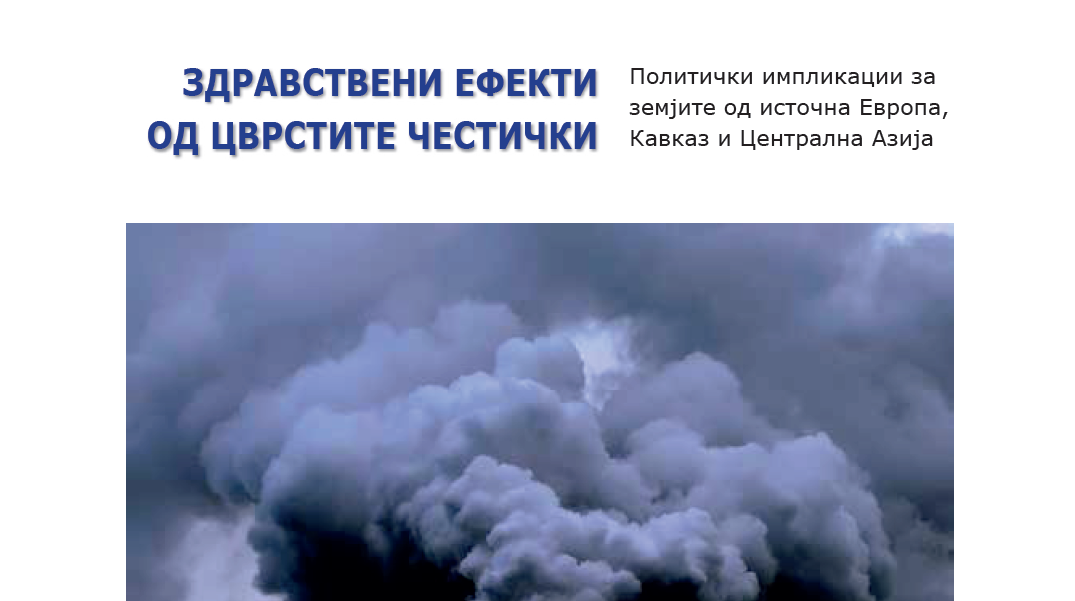 ЗДРАВСТВЕНИ ЕФЕКТИ
ОД ЦВРСТИТЕ ЧЕСТИЧКИ
Политички импликации за
земјите од источна Европа,
Кавказ и Централна Азија